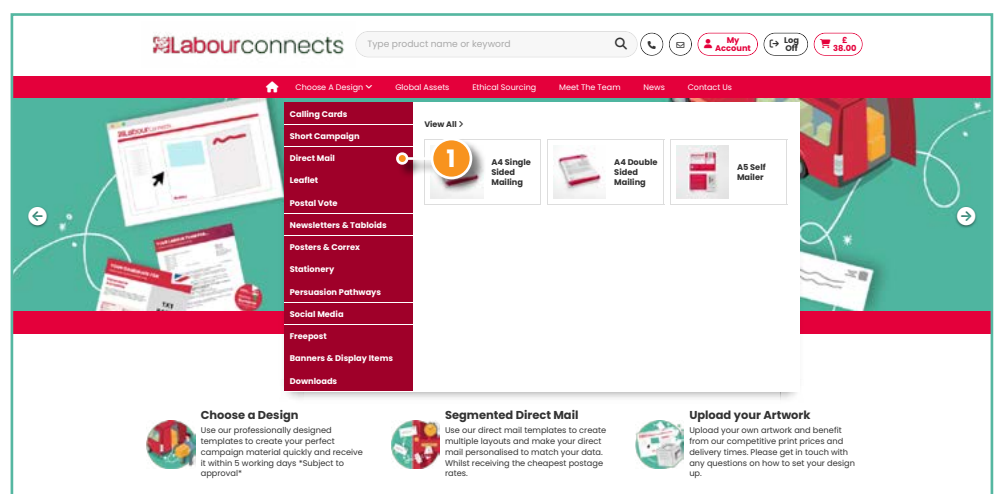 Labourconnects
Type product name or keyword
My
Account
Log
Off
£
38.00
Choose A Design
Global Assets
Ethical Sourcing
Meet The Team
News
Contact Us
Calling Cards
Short Campaign
Direct Mail
Leaflet
Postal Vote
Newsletters & Tabloids
Posters & Correx
Stationery
Persuasion Pathways
Social Media
Freepost
Banners & Display Items
Downloads
View All >
1
A4 Single
Sided
Mailing
A4 Double
Sided
Mailing
A5 Self
Mailer
Labourconnects
TXT
Choose a Design
Use our professionally designed
templates to create your perfect
campaign material quickly and receive
it within 5 working days *Subject to
approval*
Segmented Direct Mail
Use our direct mail templates to create
multiple layouts and make your direct
mail personalised to match your data.
Whilst receiving the cheapest postage
rates.
Upload your Artwork
Upload your own artwork and benefit
from our competitive print prices and
delivery times. Please get in touch with
any questions on how to set your design
up.